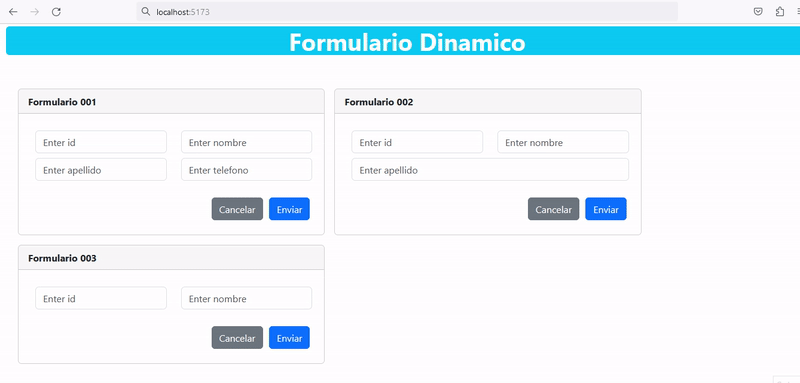 localhost:5173
Formulario Dinamico
Formulario 001
Enter id Enter nombre
Enter apellido Enter telefono
Cancelar Enviar
Formulario 002
Enter id Enter nombre
Enter apellido
Cancelar Enviar
Formulario 003
Enter id Enter nombre
Cancelar Enviar